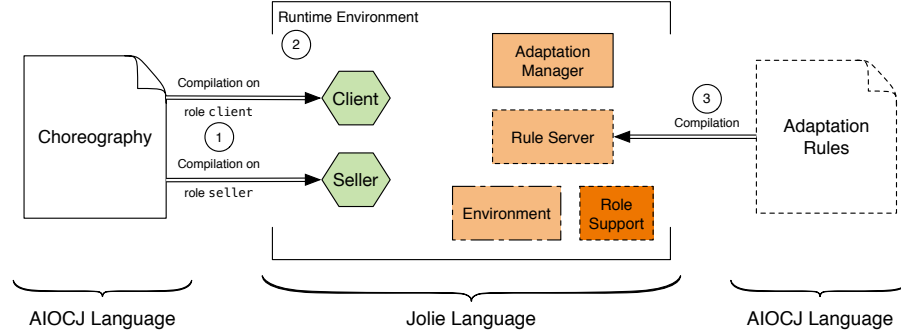 Runtime Environment
2
Adaptation
Manager
Compilation on
role client
Client
3
Compilation
Choreography
1
Rule Server
Adaptation
Rules
Compilation on
role seller
Seller
Environment
Role
Support
AIOCJ Language
Jolie Language
AIOCJ Language